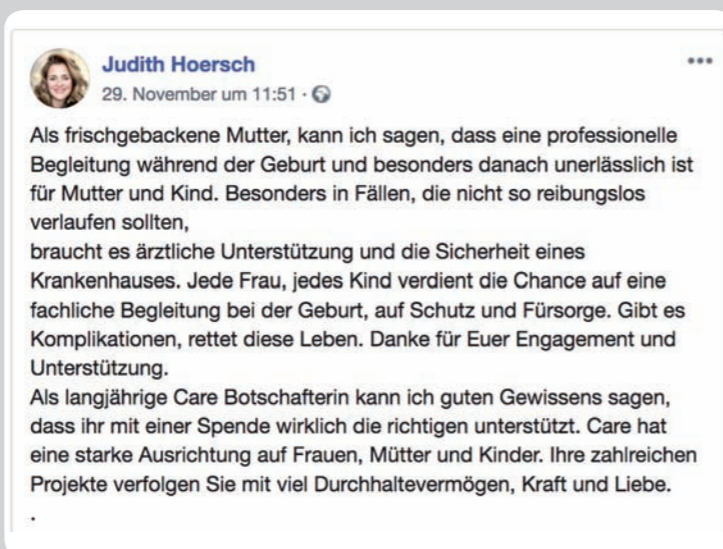 Judith Hoersch
29. November um 11:51 ·
Als frischgebackene Mutter, kann ich sagen, dass eine professionelle
Begleitung während der Geburt und besonders danach unerlässlich ist
für Mutter und Kind. Besonders in Fällen, die nicht so reibungslos
verlaufen sollten,
braucht es ärztliche Unterstützung und die Sicherheit eines
Krankenhauses. Jede Frau, jedes Kind verdient die Chance auf eine
fachliche Begleitung bei der Geburt, auf Schutz und Fürsorge. Gibt es
Komplikationen, rettet diese Leben. Danke für Euer Engagement und
Unterstützung.
Als langjährige Care Botschafterin kann ich guten Gewissens sagen,
dass ihr mit einer Spende wirklich die richtigen unterstützt. Care hat
eine starke Ausrichtung auf Frauen, Mütter und Kinder. Ihre zahlreichen
Projekte verfolgen Sie mit viel Durchhaltevermögen, Kraft und Liebe.
.